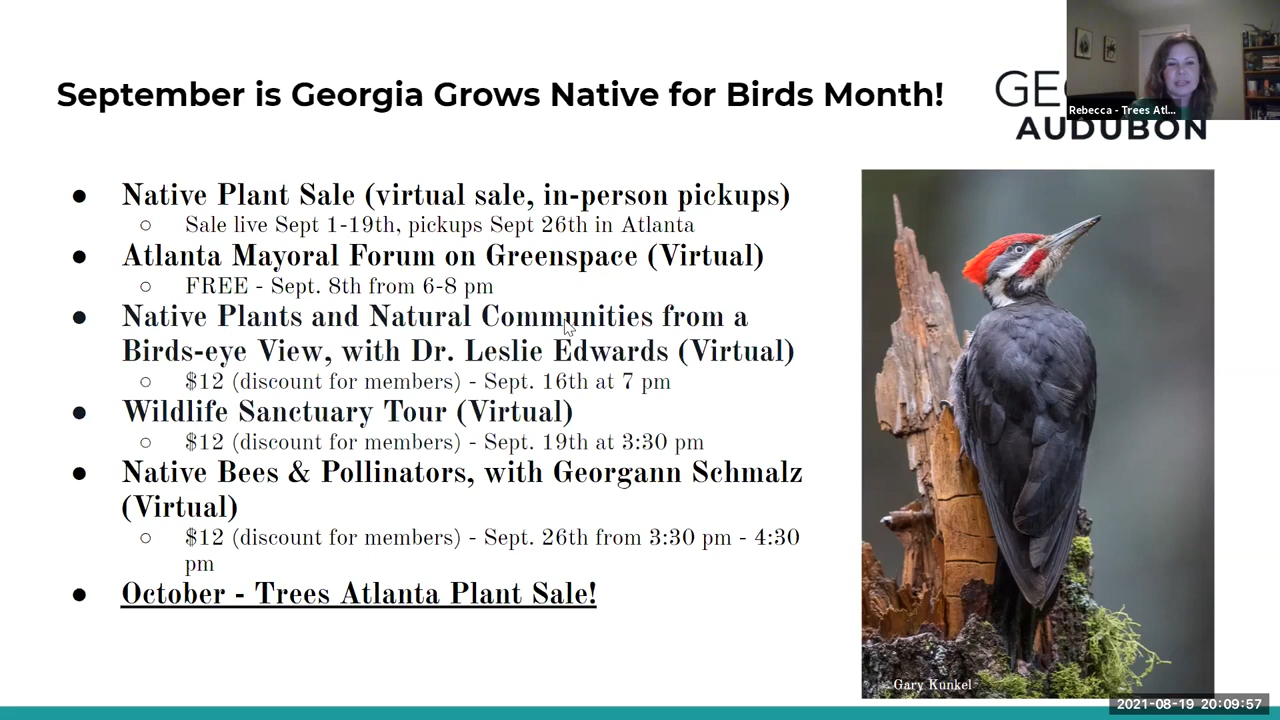 September is Georgia Grows Native for Birds Month!
GE
AUDUBON
Rebecca - Trees Atl...
● Native Plant Sale (virtual sale, in-person pickups)
○ Sale live Sept 1-19th, pickups Sept 26th in Atlanta
● Atlanta Mayoral Forum on Greenspace (Virtual)
○ FREE - Sept. 8th from 6-8 pm
● Native Plants and Natural Communities from a
Birds-eye View, with Dr. Leslie Edwards (Virtual)
○ $12 (discount for members) - Sept. 16th at 7 pm
● Wildlife Sanctuary Tour (Virtual)
○ $12 (discount for members) - Sept. 19th at 3:30 pm
● Native Bees & Pollinators, with Georgann Schmalz
(Virtual)
○ $12 (discount for members) - Sept. 26th from 3:30 pm - 4:30
pm
● October - Trees Atlanta Plant Sale!
Gary Kunkel
2021-08-19 20:09:57